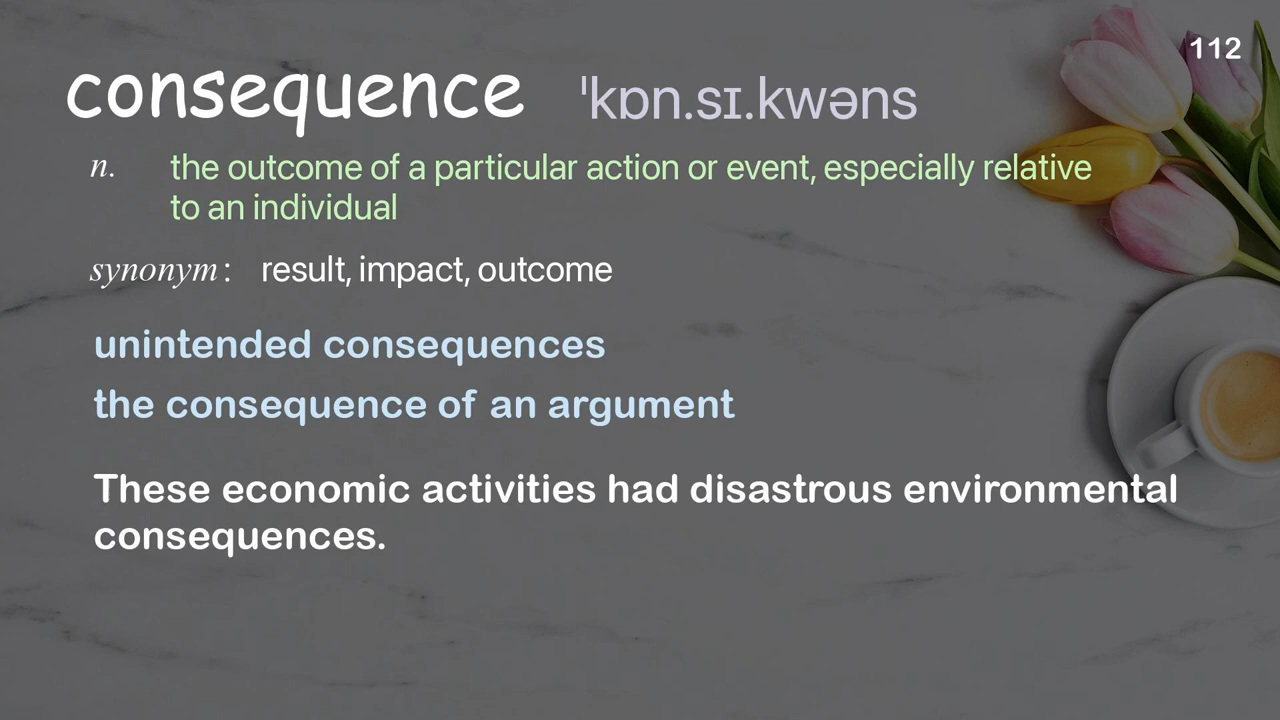 112
consequence ˈkɒn.sɪ.kwəns
n. the outcome of a particular action or event, especially relative
to an individual
synonym: result, impact, outcome
unintended consequences
the consequence of an argument
These economic activities had disastrous environmental
consequences.